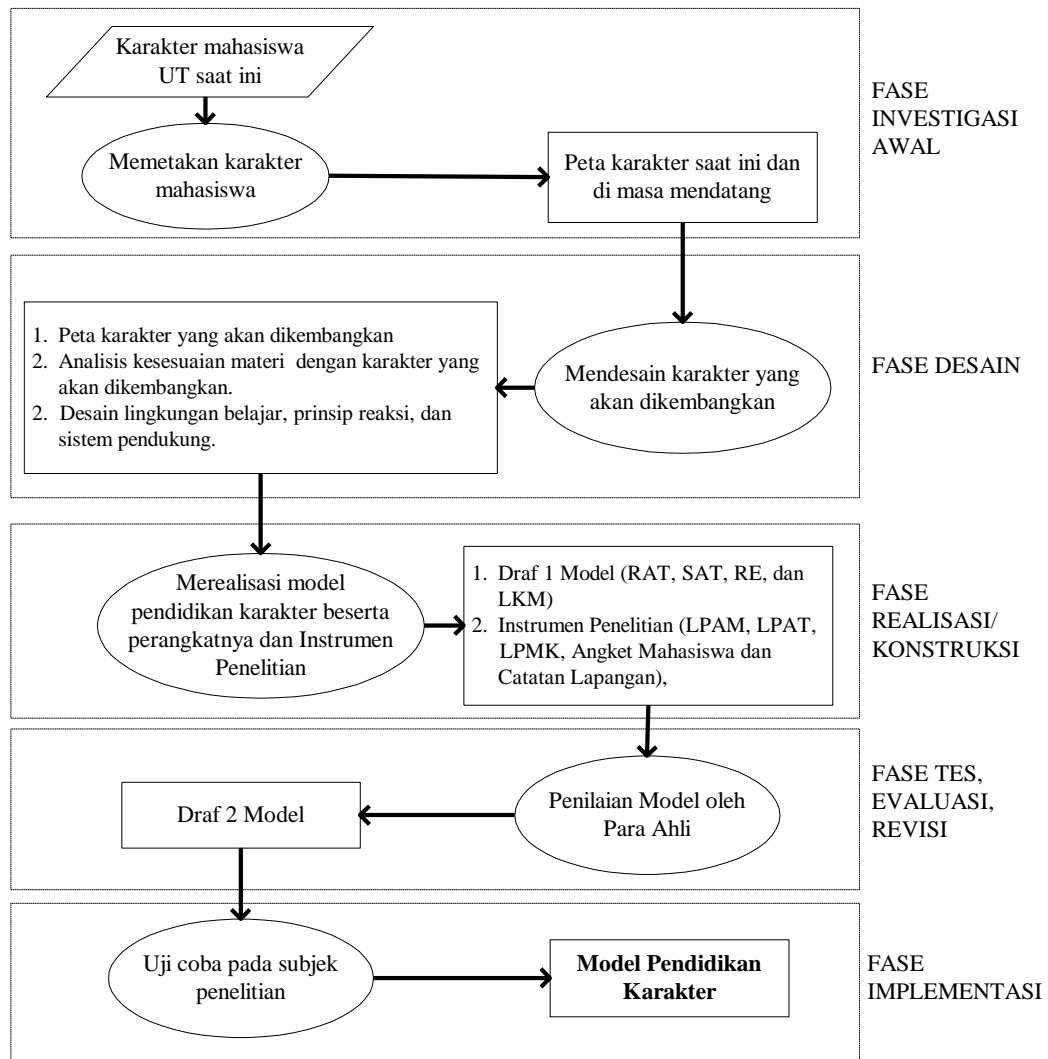 Karakter mahasiswa
UT saat ini
FASE
INVESTIGASI
AWAL
Memetakan karakter
mahasiswa
Peta karakter saat ini dan
di masa mendatang
1. Peta karakter yang akan dikembangkan
2. Analisis kesesuaian materi dengan karakter yang
akan dikembangkan.
2. Desain lingkungan belajar, prinsip reaksi, dan
sistem pendukung.
Mendesain karakter yang
akan dikembangkan
FASE DESAIN
Merealisasi model
pendidikan karakter beserta
perangkatnya dan Instrumen
Penelitian
1. Draf 1 Model (RAT, SAT, RE, dan
LKM)
2. Instrumen Penelitian (LPAM, LPAT,
LPMK, Angket Mahasiswa dan
Catatan Lapangan),
FASE
REALISASI/
KONSTRUKSI
Draf 2 Model
Penilaian Model oleh
Para Ahli
FASE TES,
EVALUASI,
REVISI
Uji coba pada subjek
penelitian
Model Pendidikan
Karakter
FASE
IMPLEMENTASI